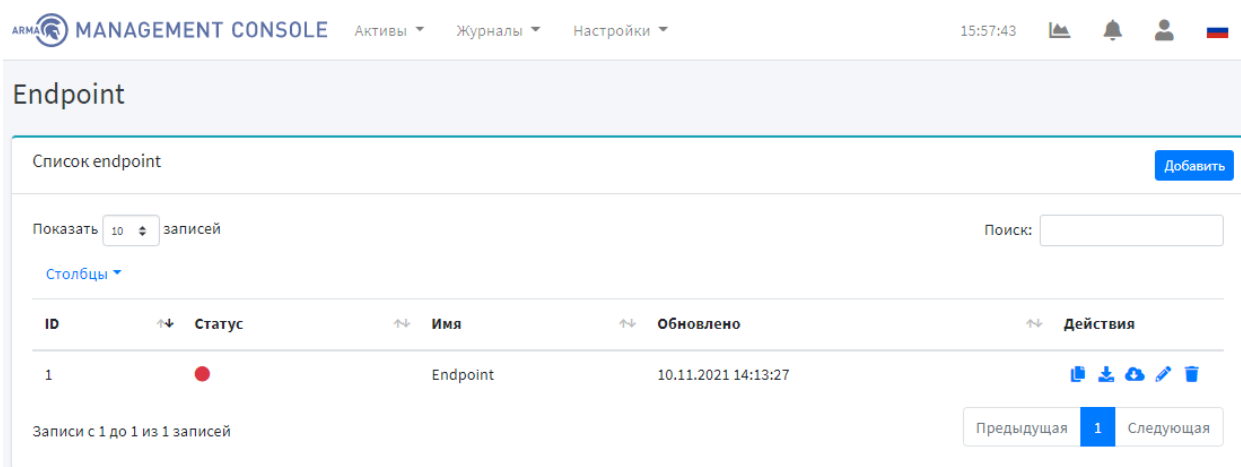 ARMA MANAGEMENT CONSOLE Активы Журналы Настройки 15:57:43
Endpoint
Список endpoint Добавить
Показать 10 записей Поиск:
Столбцы
ID Статус Имя Обновлено Действия
1 Endpoint 10.11.2021 14:13:27
Записи с 1 до 1 из 1 записей Предыдущая 1 Следующая